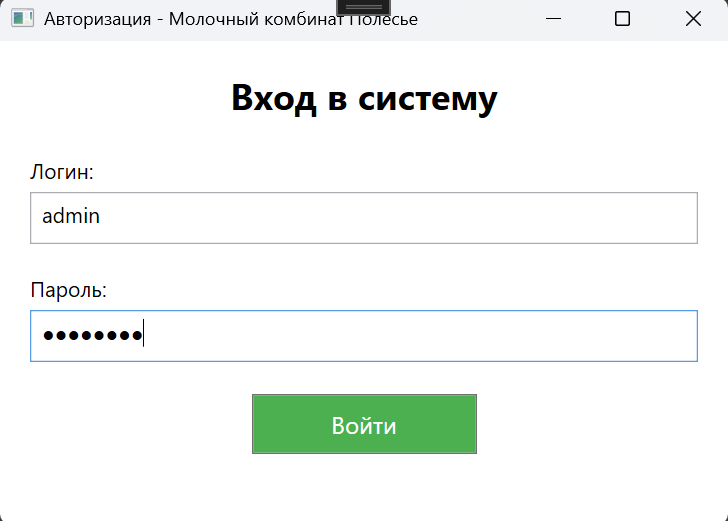 Авторизация - Молочный комбинат Полесье
Вход в систему
Логин:
admin
Пароль:
●●●●●●●●
Войти